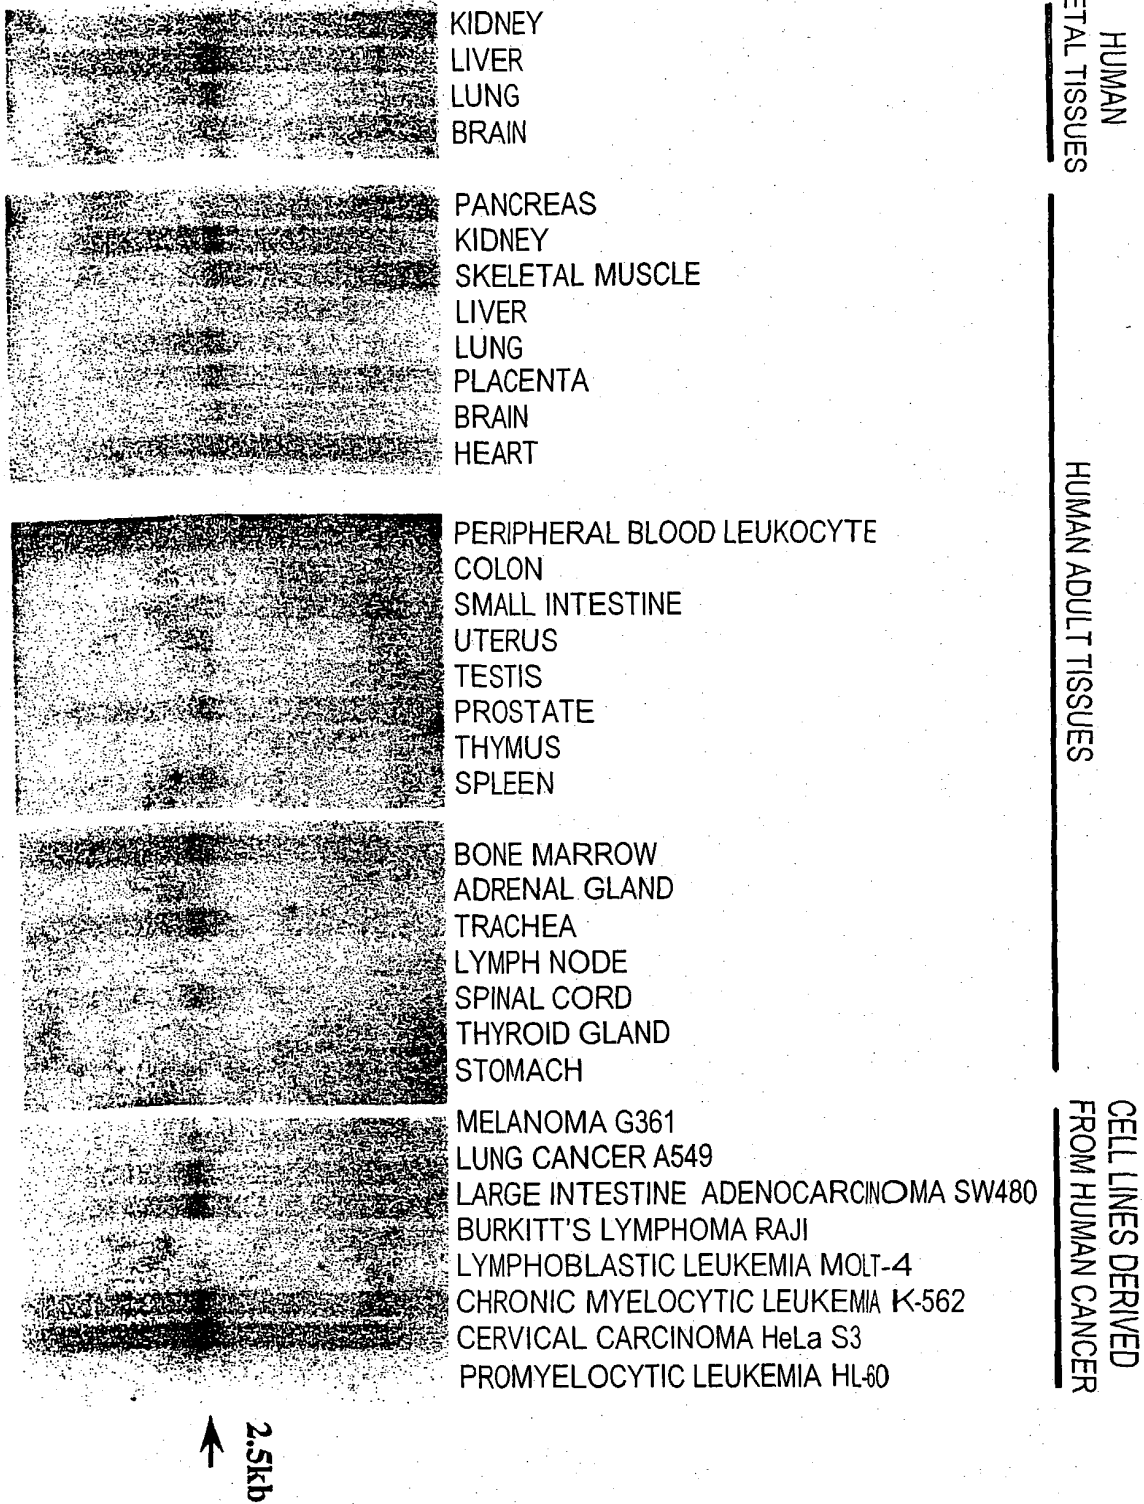 HUMAN
ETAL TISSUES
KIDNEY
LIVER
LUNG
BRAIN
HUMAN ADULT TISSUES
PANCREAS
KIDNEY
SKELETAL MUSCLE
LIVER
LUNG
PLACENTA
BRAIN
HEART
PERIPHERAL BLOOD LEUKOCYTE
COLON
SMALL INTESTINE
UTERUS
TESTIS
PROSTATE
THYMUS
SPLEEN
BONE MARROW
ADRENAL GLAND
TRACHEA
LYMPH NODE
SPINAL CORD
THYROID GLAND
STOMACH
CELL LINES DERIVED
FROM HUMAN CANCER
MELANOMA G361
LUNG CANCER A549
LARGE INTESTINE ADENOCARCINOMA SW480
BURKITT'S LYMPHOMA RAJI
LYMPHOBLASTIC LEUKEMIA MOLT-4
CHRONIC MYELOCYTIC LEUKEMIA K-562
CERVICAL CARCINOMA HeLa S3
PROMYELOCYTIC LEUKEMIA HL-60
2.5kb